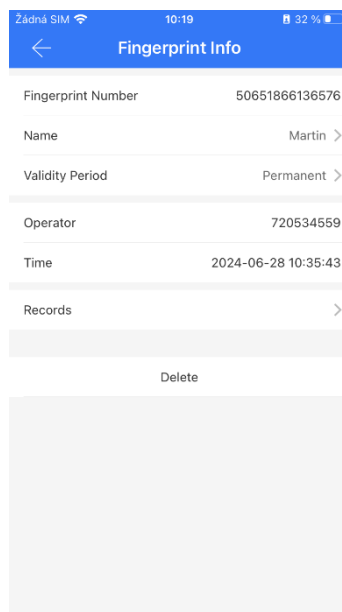 Žádná SIM 10:19 32 %
Fingerprint Info
Fingerprint Number 50651866136576
Name Martin
Validity Period Permanent
Operator 720534559
Time 2024-06-28 10:35:43
Records
Delete